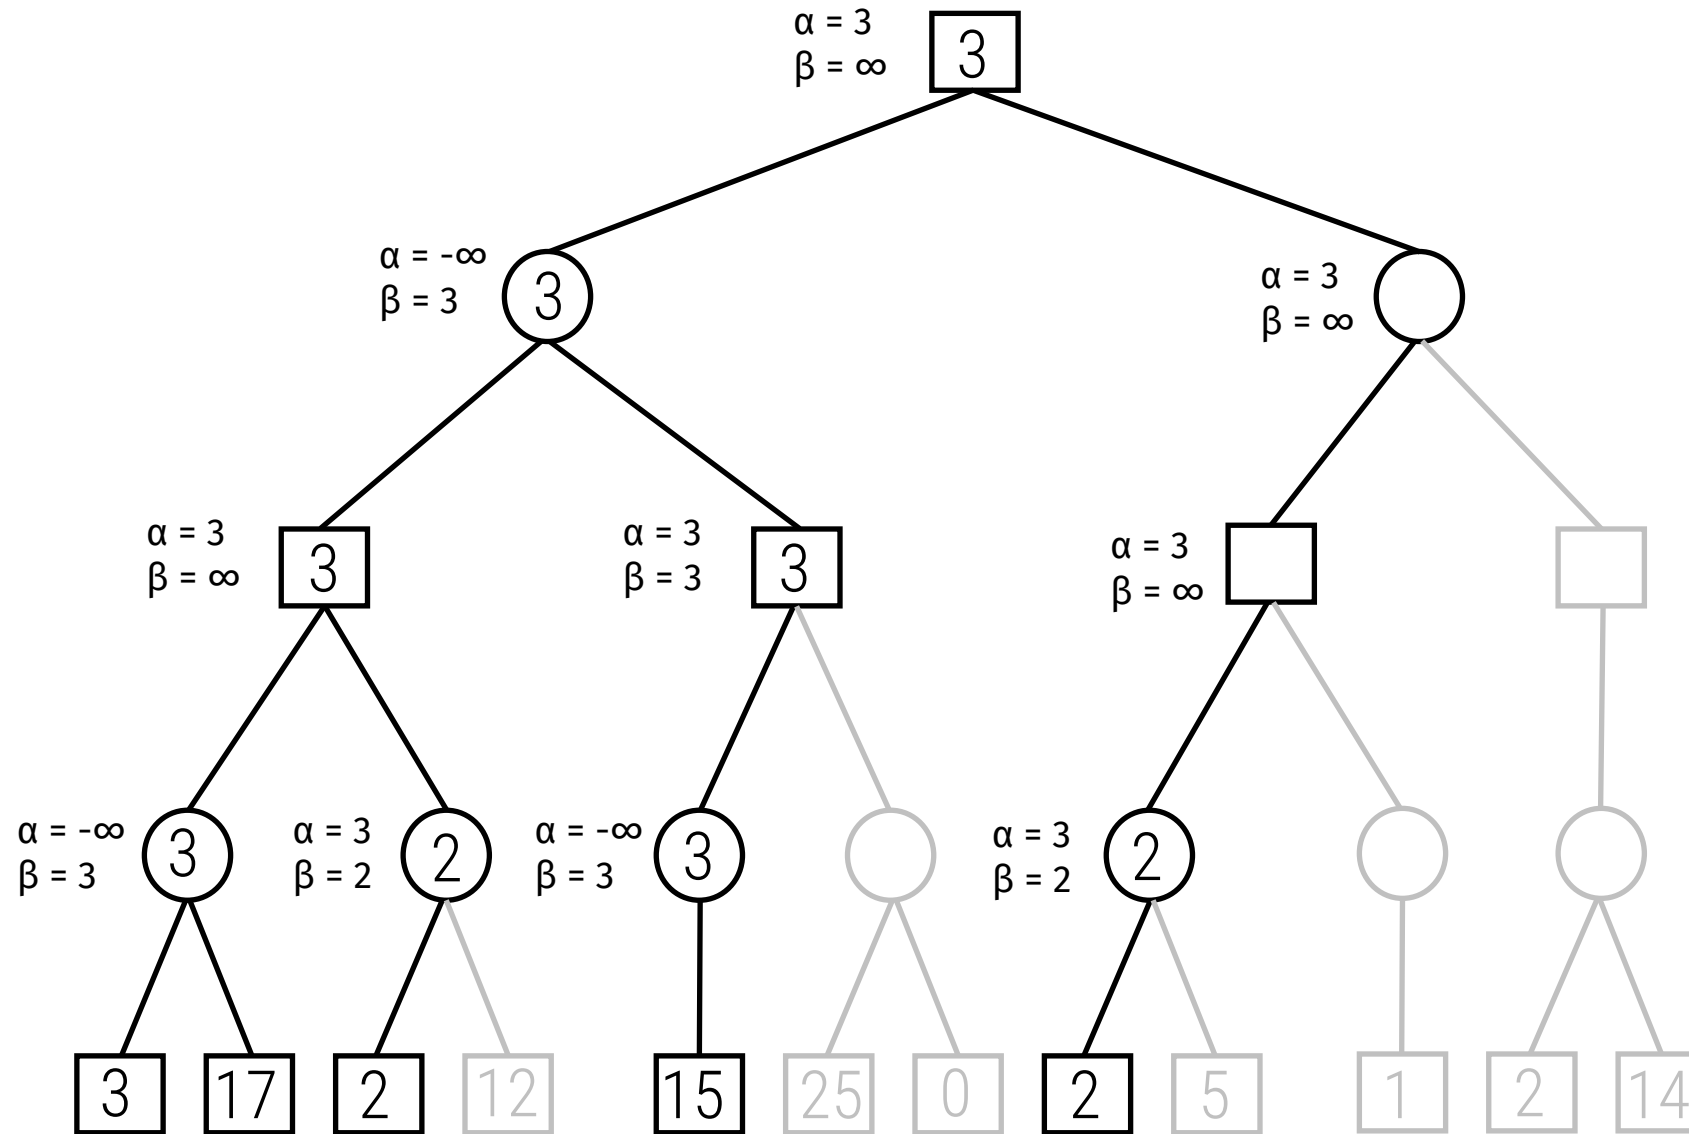 α = 3
β = ∞
3
α = -∞
β = 3
3
α = 3
β = ∞
α = 3
β = ∞
3
α = 3
β = 3
3
α = 3
β = ∞
α = -∞
β = 3
3
α = 3
β = 2
2
α = -∞
β = 3
3
α = 3
β = 2
2
3 17 2 12 15 25 0 2 5 1 2 14